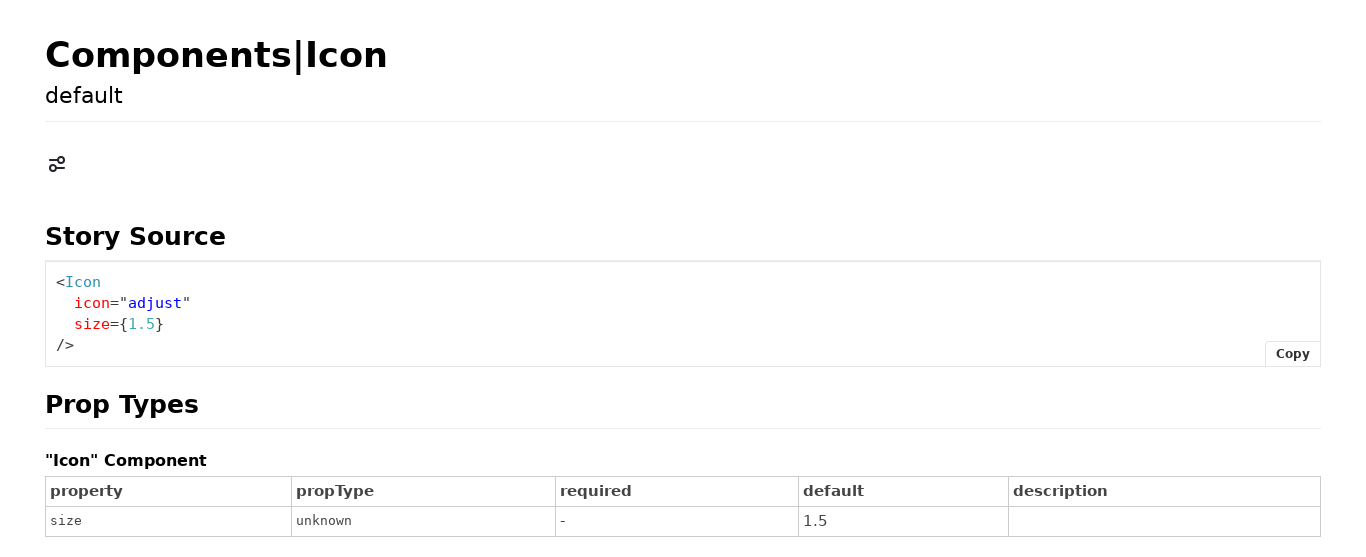 Components|Icon
default
Story Source
<Icon
  icon="adjust"
  size={1.5}
/>
Copy
Prop Types
"Icon" Component
property propType required default description
size unknown - 1.5